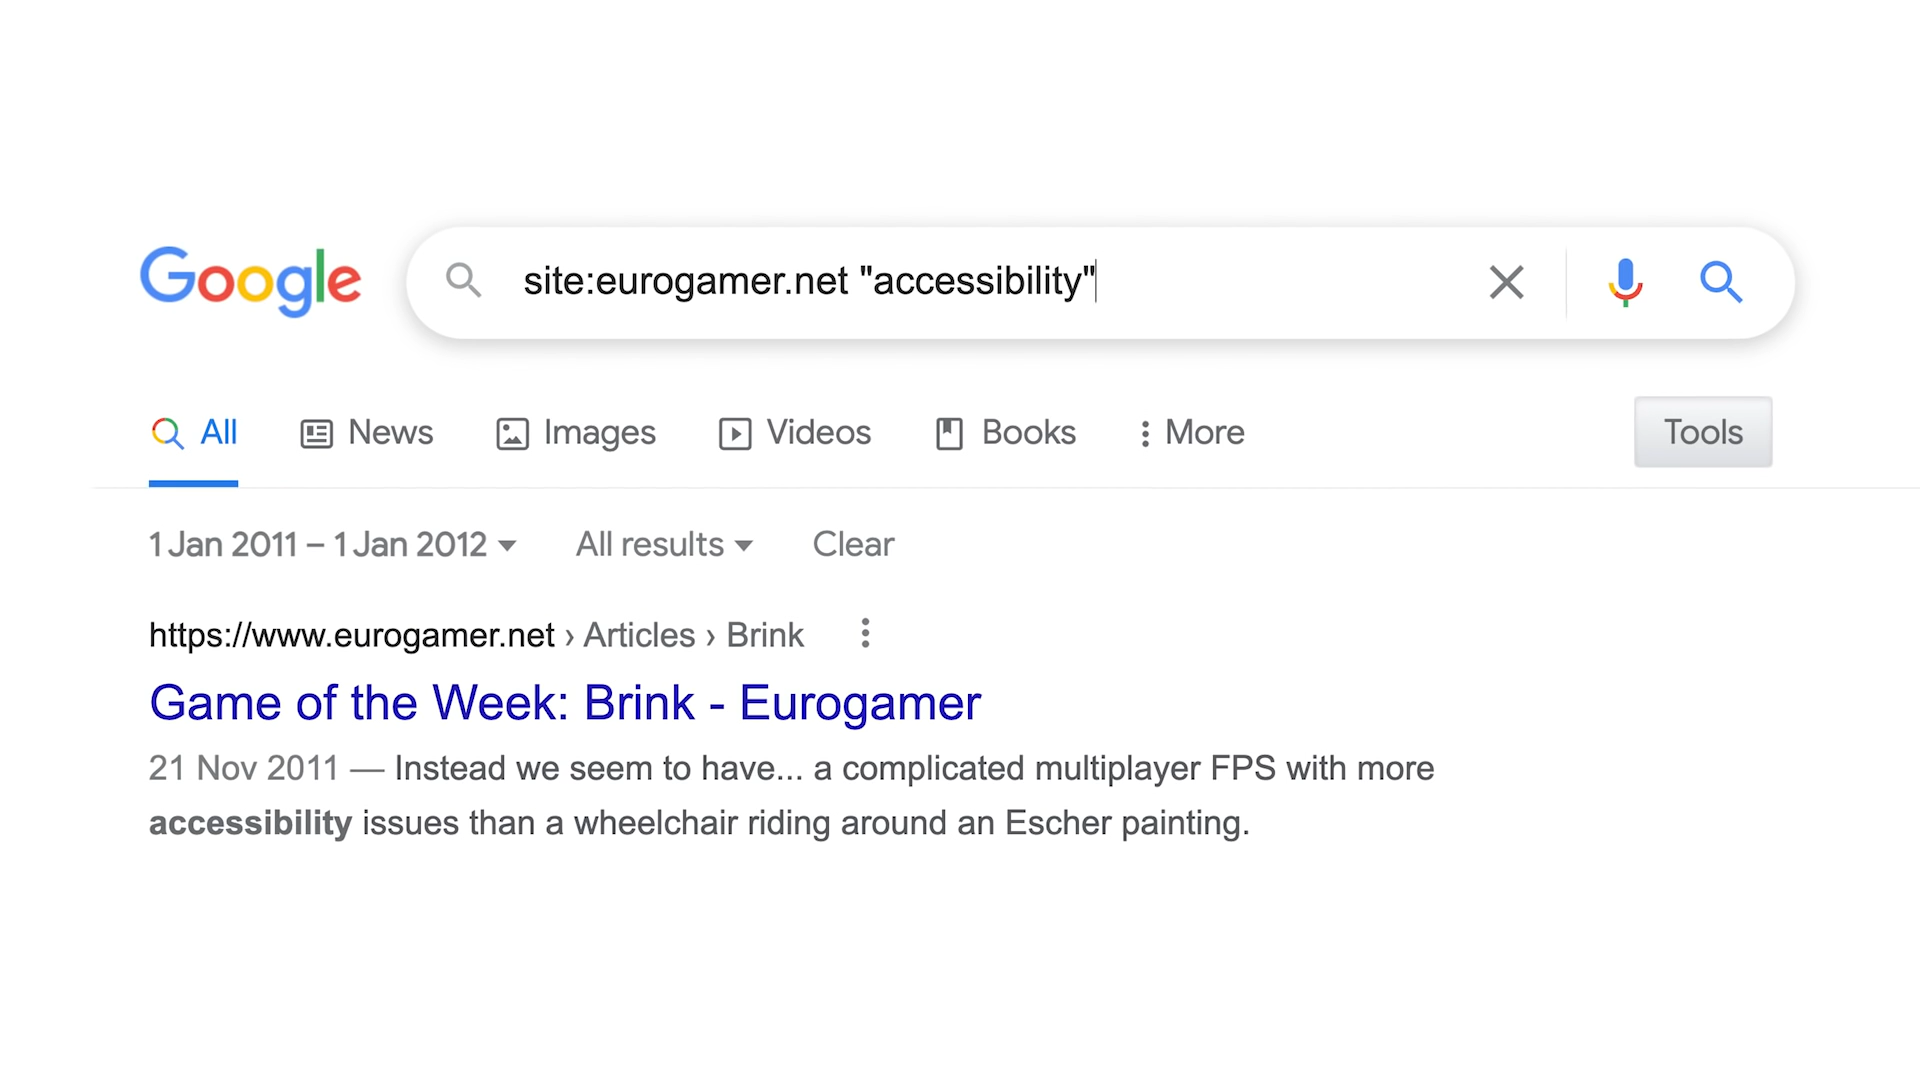 Google site:eurogamer.net "accessibility"
All News Images Videos Books More Tools
1 Jan 2011 – 1 Jan 2012 All results Clear
https://www.eurogamer.net › Articles › Brink
Game of the Week: Brink - Eurogamer
21 Nov 2011 — Instead we seem to have... a complicated multiplayer FPS with more
accessibility issues than a wheelchair riding around an Escher painting.